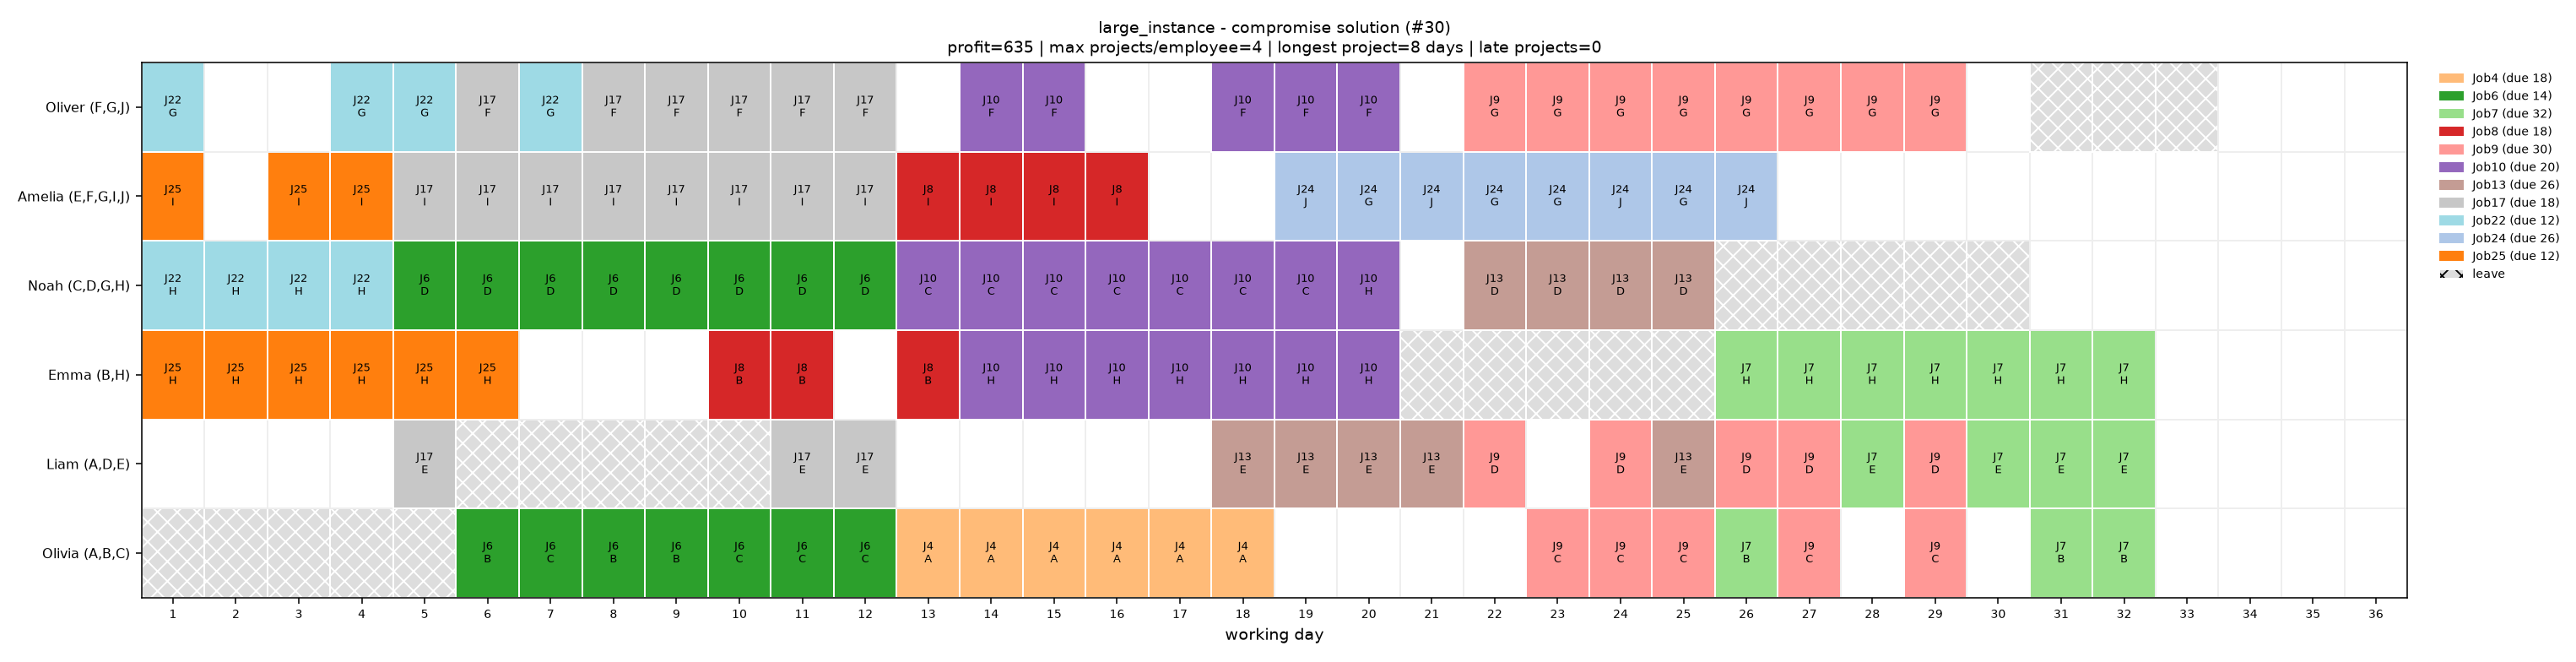 large_instance - compromise solution (#30)
profit=635 | max projects/employee=4 | longest project=8 days | late projects=0
Oliver (F,G,J)
J22 J22 J22 J17 J22 J17 J17 J17 J17 J17 J10 J10 J10 J10 J10 J9 J9 J9 J9 J9 J9 J9 J9
G G G F G F F F F F F F F F F G G G G G G G G
Amelia (E,F,G,I,J)
J25 J25 J25 J17 J17 J17 J17 J17 J17 J17 J17 J8 J8 J8 J8 J24 J24 J24 J24 J24 J24 J24 J24
I I I I I I I I I I I I I I I J G J G G J G J
Noah (C,D,G,H)
J22 J22 J22 J22 J6 J6 J6 J6 J6 J6 J6 J6 J10 J10 J10 J10 J10 J10 J10 J10 J13 J13 J13 J13
H H H H D D D D D D D D C C C C C C C H D D D D
Emma (B,H)
J25 J25 J25 J25 J25 J25 J8 J8 J8 J10 J10 J10 J10 J10 J10 J10 J7 J7 J7 J7 J7 J7 J7
H H H H H H B B B H H H H H H H H H H H H H H
Liam (A,D,E)
J17 J17 J17 J13 J13 J13 J13 J9 J9 J13 J9 J9 J7 J9 J7 J7 J7
E E E E E E E D D E D D E D E E E
Olivia (A,B,C)
J6 J6 J6 J6 J6 J6 J6 J4 J4 J4 J4 J4 J4 J9 J9 J9 J7 J9 J9 J7 J7
B C B B C C C A A A A A A C C C B C C B B
1 2 3 4 5 6 7 8 9 10 11 12 13 14 15 16 17 18 19 20 21 22 23 24 25 26 27 28 29 30 31 32 33 34 35 36
working day
Job4 (due 18)
Job6 (due 14)
Job7 (due 32)
Job8 (due 18)
Job9 (due 30)
Job10 (due 20)
Job13 (due 26)
Job17 (due 18)
Job22 (due 12)
Job24 (due 26)
Job25 (due 12)
leave